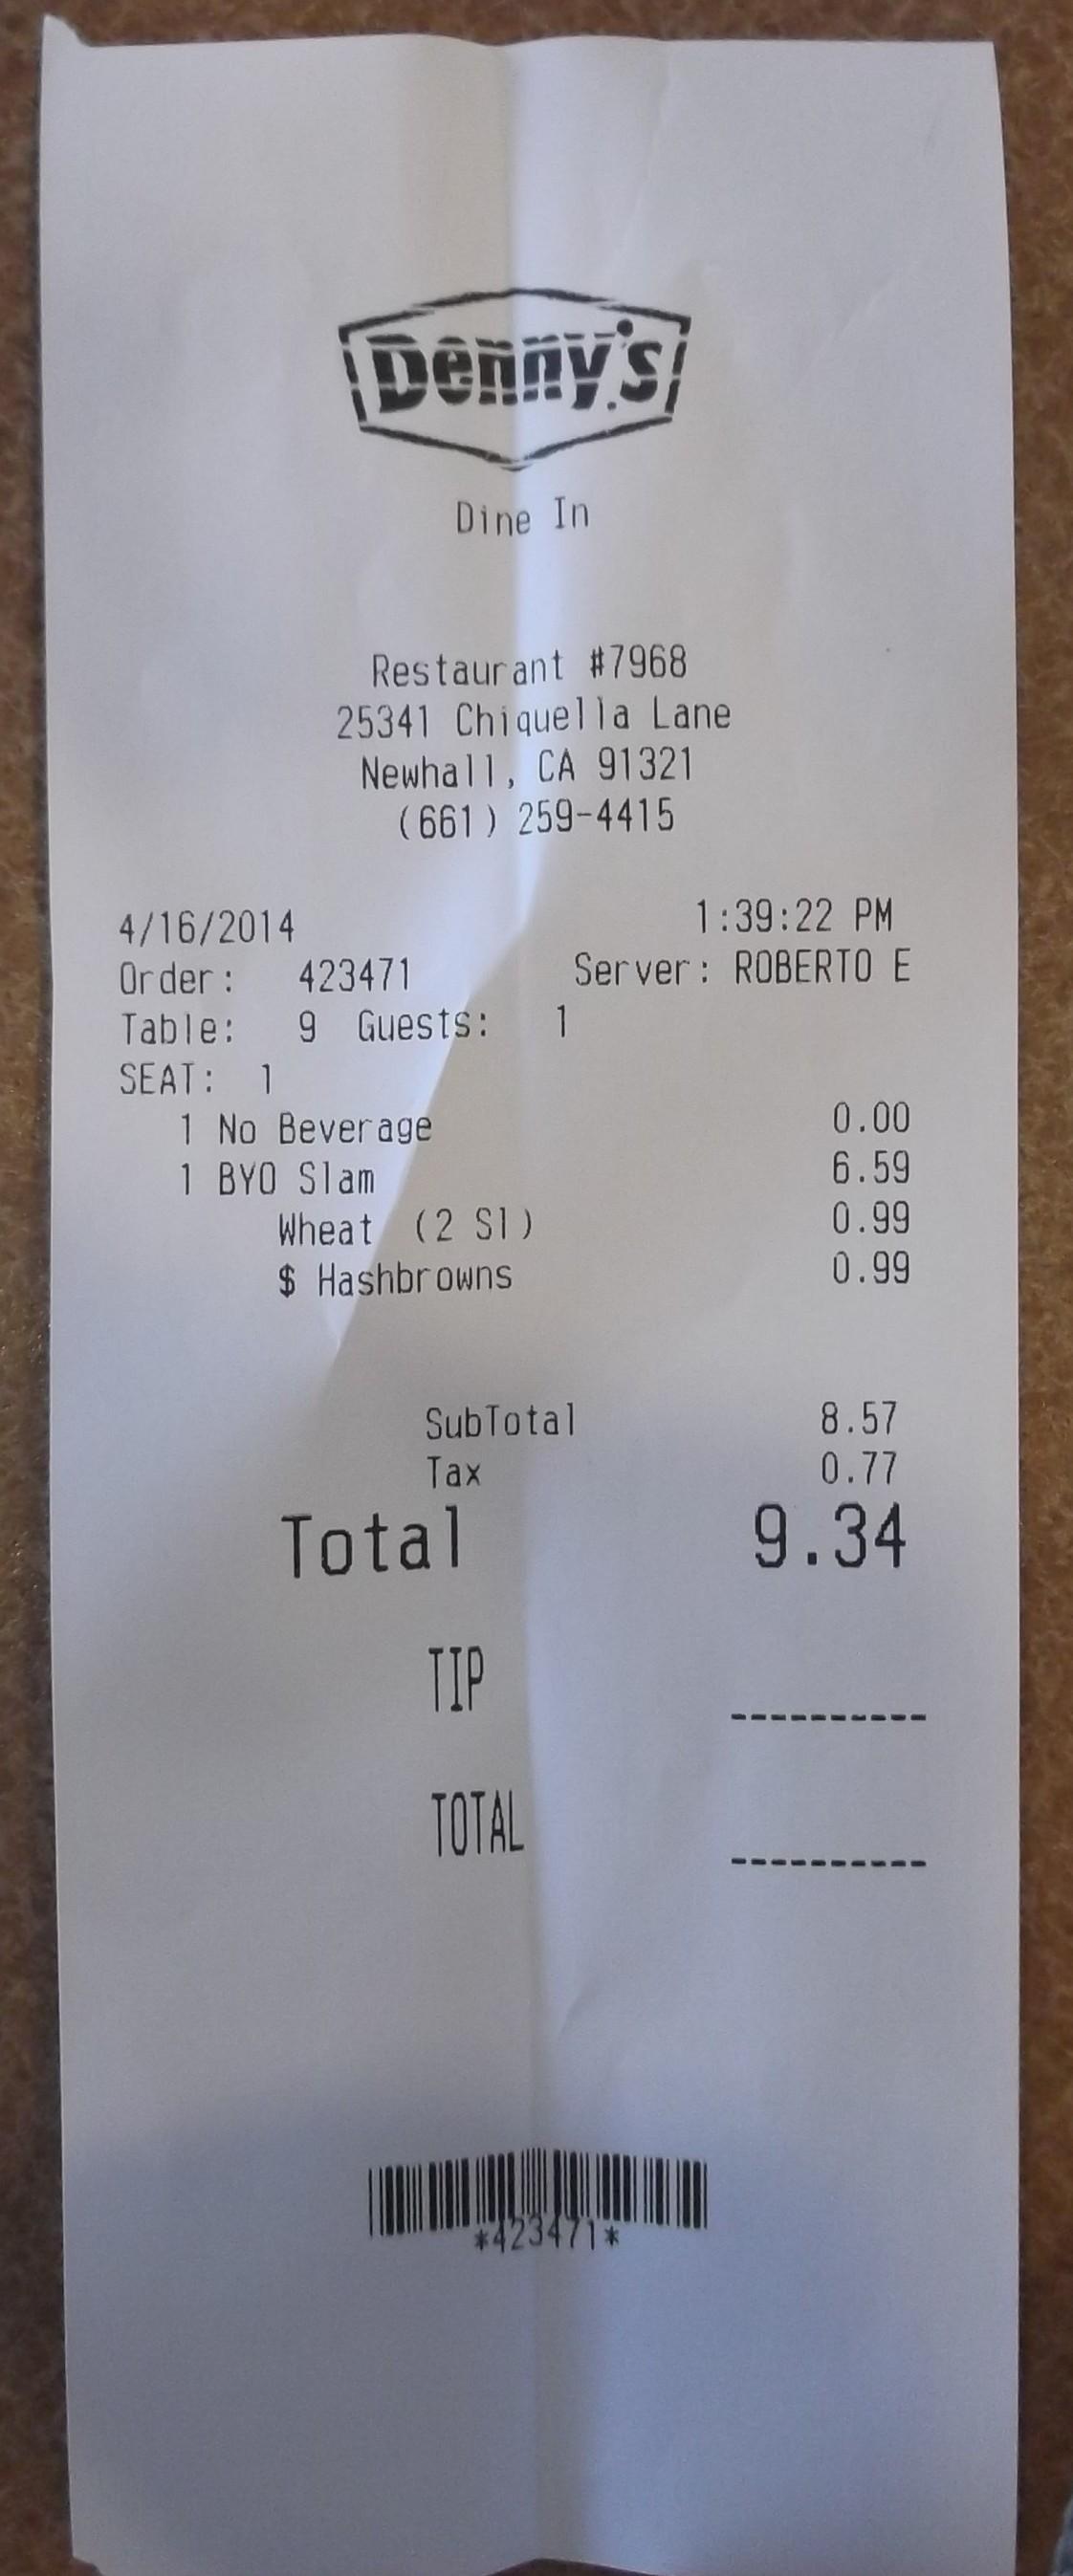 Denny's
Dine In
Restaurant #7968
25341 Chiquella Lane
Newhall, CA 91321
(661) 259-4415
4/16/2014 1:39:22 PM
Order: 423471 Server: ROBERTO E
Table: 9 Guests: 1
SEAT: 1
1 No Beverage 0.00
1 BYO Slam 6.59
Wheat (2 Sl) 0.99
$ Hashbrowns 0.99
SubTotal 8.57
Tax 0.77
Total 9.34
TIP ----------
TOTAL ----------
*423471*